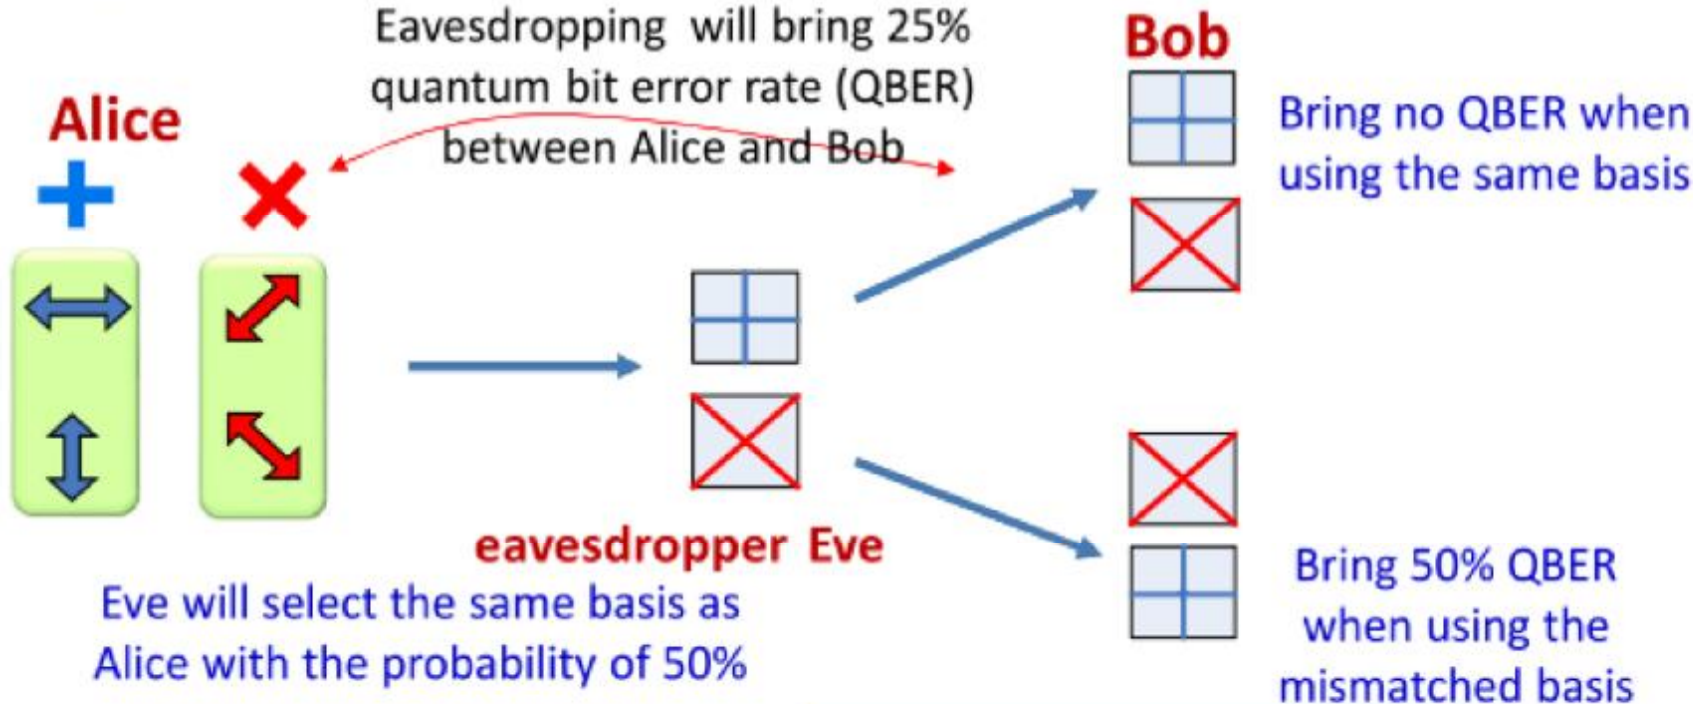 Eavesdropping will bring 25%
quantum bit error rate (QBER)
between Alice and Bob
Alice
Bob
Bring no QBER when
using the same basis
eavesdropper Eve
Eve will select the same basis as
Alice with the probability of 50%
Bring 50% QBER
when using the
mismatched basis